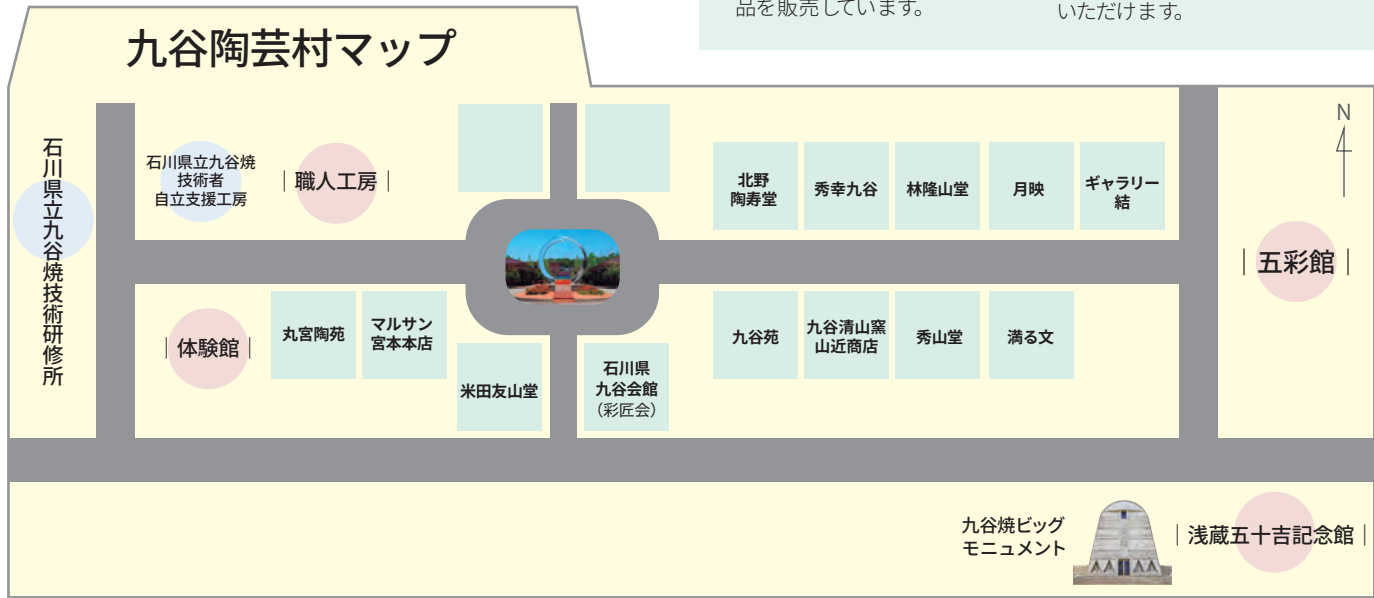 品を販売しています。
いただけます。
九谷陶芸村マップ
N
石川県立九谷焼技術研修所
石川県立九谷焼
技術者
自立支援工房
｜職人工房｜
北野
陶寿堂
秀幸九谷
林隆山堂
月映
ギャラリー
結
｜五彩館｜
｜体験館｜
丸宮陶苑
マルサン
宮本本店
米田友山堂
石川県
九谷会館
（彩匠会）
九谷苑
九谷清山窯
山近商店
秀山堂
満る文
九谷焼ビッグ
モニュメント
｜浅蔵五十吉記念館｜